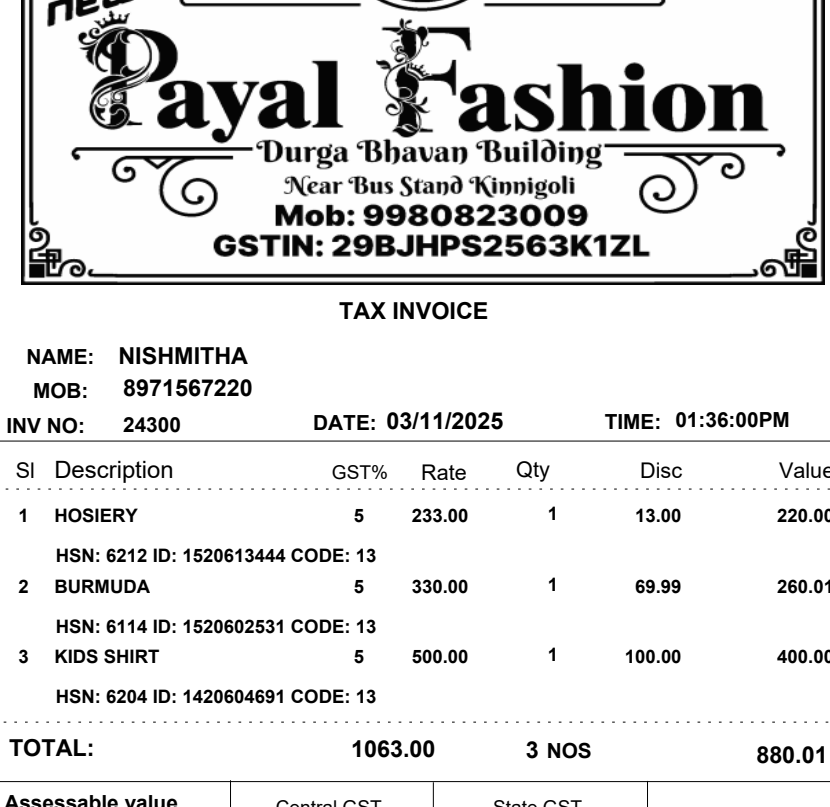 new
Payal Fashion
Durga Bhavan Building
Near Bus Stand Kinnigoli
Mob: 9980823009
GSTIN: 29BJHPS2563K1ZL
TAX INVOICE
NAME: NISHMITHA
MOB: 8971567220
INV NO: 24300 DATE: 03/11/2025 TIME: 01:36:00PM
Sl Description GST% Rate Qty Disc Value
1 HOSIERY 5 233.00 1 13.00 220.00
HSN: 6212 ID: 1520613444 CODE: 13
2 BURMUDA 5 330.00 1 69.99 260.01
HSN: 6114 ID: 1520602531 CODE: 13
3 KIDS SHIRT 5 500.00 1 100.00 400.00
HSN: 6204 ID: 1420604691 CODE: 13
TOTAL: 1063.00 3 NOS 880.01
Assessable value Central GST State GST